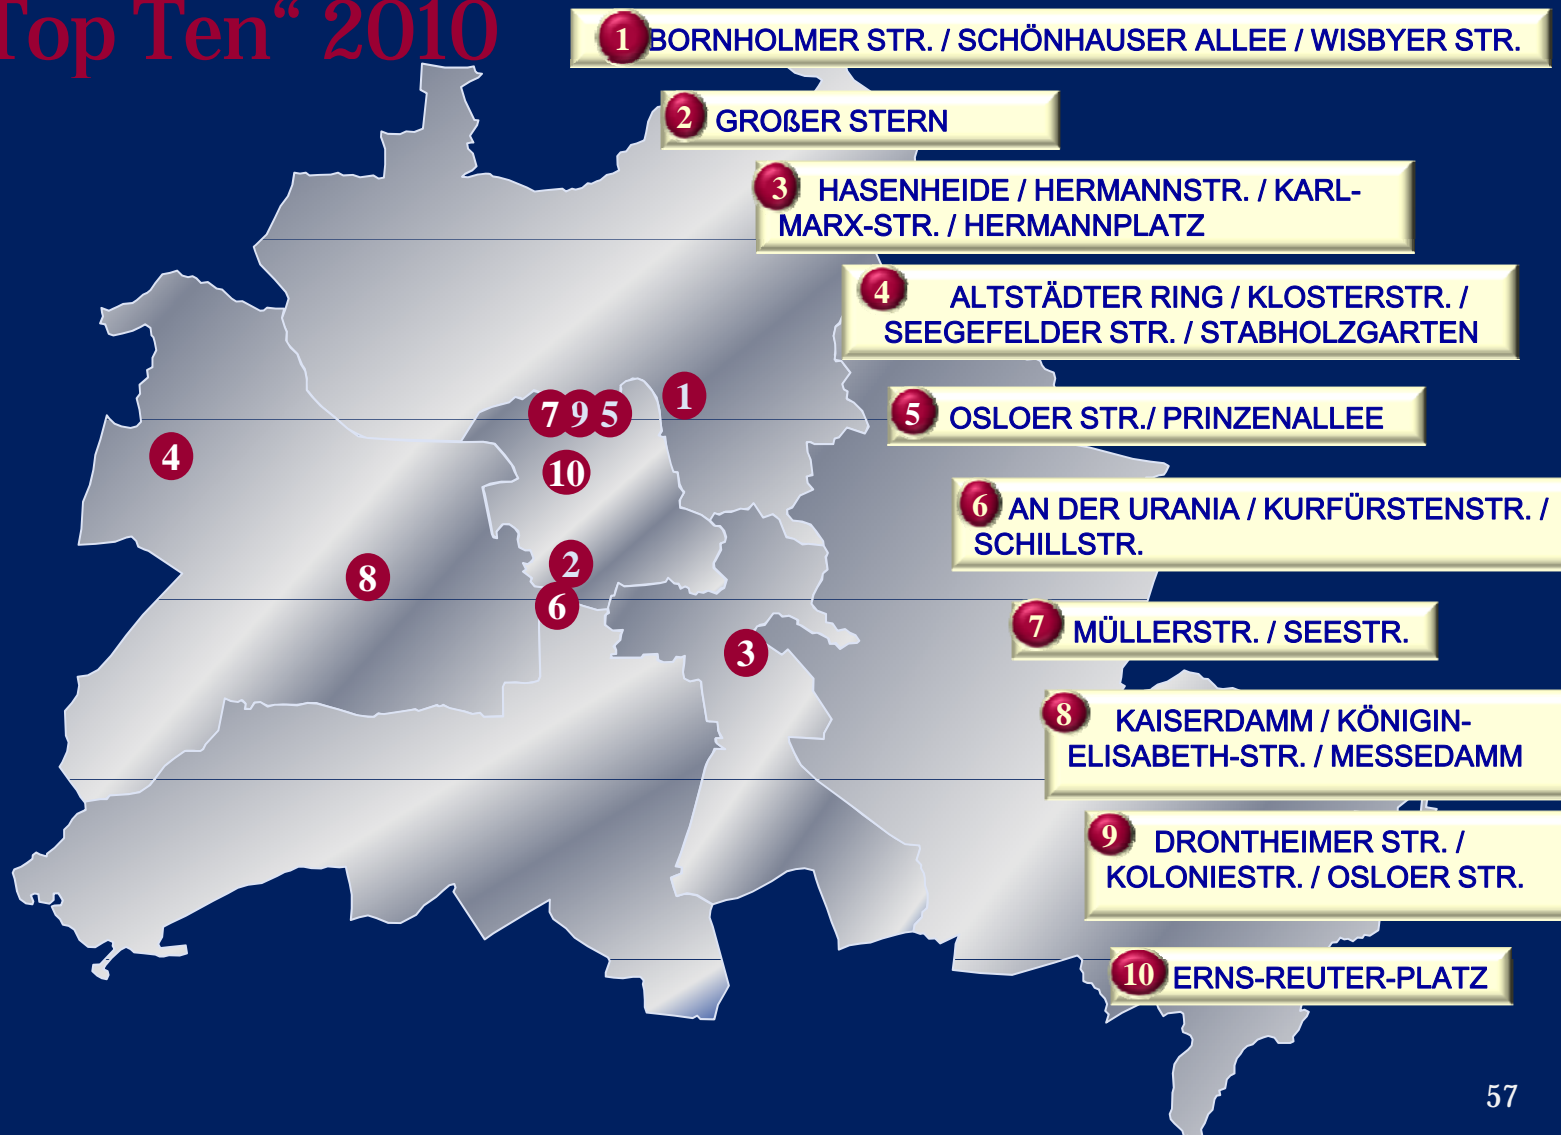 Top Ten“ 2010
1 BORNHOLMER STR. / SCHÖNHAUSER ALLEE / WISBYER STR.
2 GROßER STERN
3 HASENHEIDE / HERMANNSTR. / KARL-
MARX-STR. / HERMANNPLATZ
4 ALTSTÄDTER RING / KLOSTERSTR. /
SEEGEFELDER STR. / STABHOLZGARTEN
5 OSLOER STR./ PRINZENALLEE
6 AN DER URANIA / KURFÜRSTENSTR. /
SCHILLSTR.
7 MÜLLERSTR. / SEESTR.
8 KAISERDAMM / KÖNIGIN-
ELISABETH-STR. / MESSEDAMM
9 DRONTHEIMER STR. /
KOLONIESTR. / OSLOER STR.
10 ERNS-REUTER-PLATZ
1
7 9 5
4
10
2
8
6
3
57